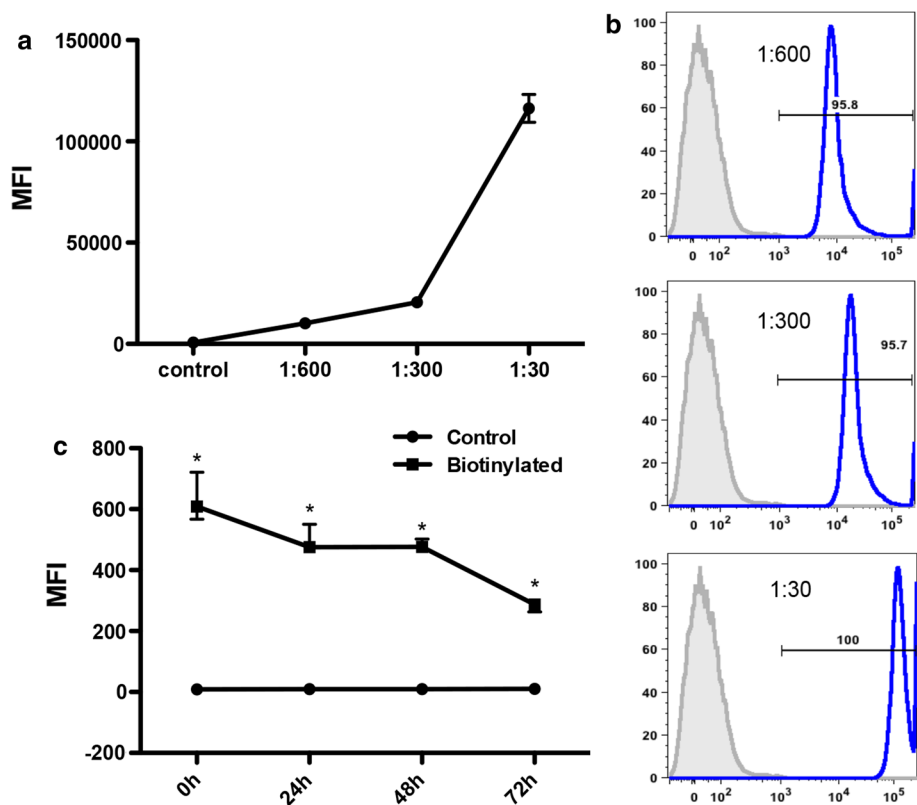 a
150000
100000
50000
0
MFI
control 1:600 1:300 1:30
b
100
80
60
40
20
0
1:600
95.8
0 10² 10³ 10⁴ 10⁵
100
80
60
40
20
0
1:300
95.7
0 10² 10³ 10⁴ 10⁵
100
80
60
40
20
0
1:30
100
0 10² 10³ 10⁴ 10⁵
c
Control
Biotinylated
800
600
400
200
0
-200
MFI
* * * *
0h 24h 48h 72h